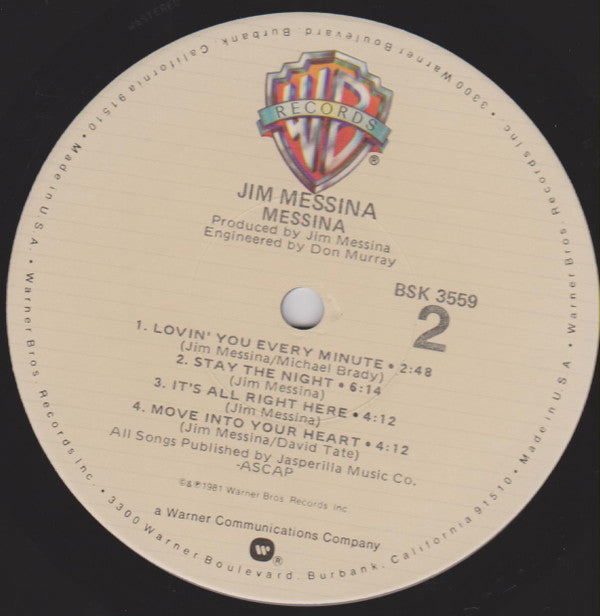 WB
RECORDS
®
JIM MESSINA
MESSINA
Produced by Jim Messina
Engineered by Don Murray
BSK 3559
2
1. LOVIN' YOU EVERY MINUTE • 2:48
(Jim Messina/Michael Brady)
2. STAY THE NIGHT • 6:14
(Jim Messina)
3. IT'S ALL RIGHT HERE • 4:12
(Jim Messina)
4. MOVE INTO YOUR HEART • 4:12
(Jim Messina/David Tate)
All Songs Published by Jasperilla Music Co.
-ASCAP
©&℗1981 Warner Bros. Records Inc.
a Warner Communications Company
W®
3300 Warner Boulevard, Burbank, California 91510 • Made in U.S.A. • Warner Bros. Records Inc. • 3300 Warner Boulevard, Burbank, California 91510 • Made in U.S.A. • Warner Bros. Records Inc. •